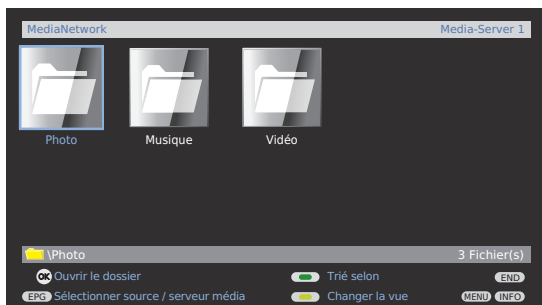 MediaNetwork Media-Server 1
Photo Musique Vidéo
\Photo 3 Fichier(s)
OK Ouvrir le dossier Trié selon END
EPG Sélectionner source / serveur média Changer la vue MENU INFO